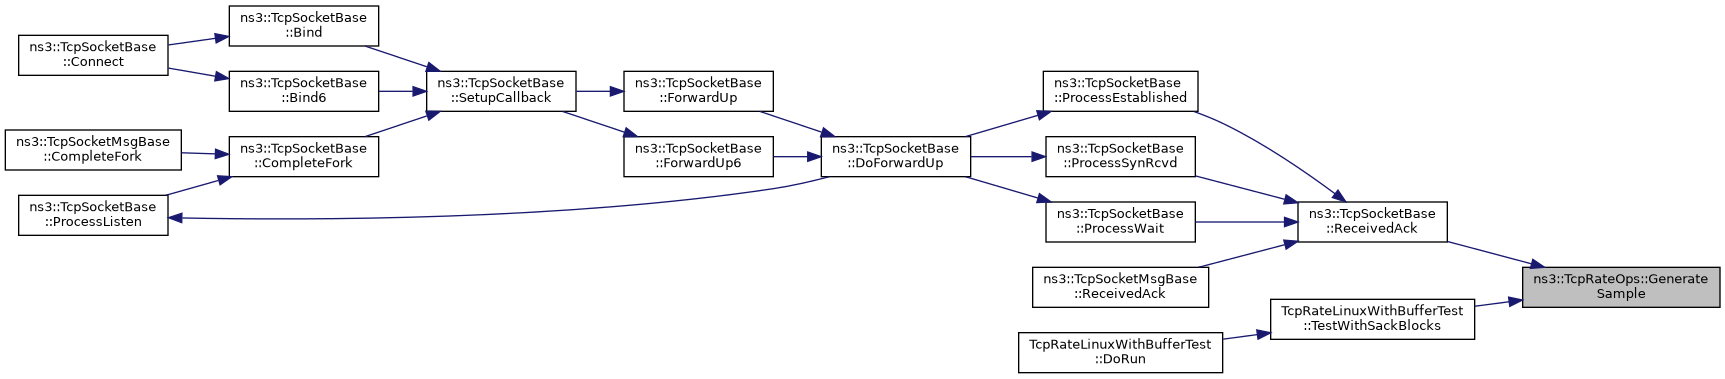 ns3::TcpSocketBase
::Connect
ns3::TcpSocketBase
::Bind
ns3::TcpSocketBase
::Bind6
ns3::TcpSocketMsgBase
::CompleteFork
ns3::TcpSocketBase
::CompleteFork
ns3::TcpSocketBase
::ProcessListen
ns3::TcpSocketBase
::SetupCallback
ns3::TcpSocketBase
::ForwardUp
ns3::TcpSocketBase
::ForwardUp6
ns3::TcpSocketBase
::DoForwardUp
ns3::TcpSocketBase
::ProcessEstablished
ns3::TcpSocketBase
::ProcessSynRcvd
ns3::TcpSocketBase
::ProcessWait
ns3::TcpSocketMsgBase
::ReceivedAck
ns3::TcpSocketBase
::ReceivedAck
ns3::TcpRateOps::Generate
Sample
TcpRateLinuxWithBufferTest
::TestWithSackBlocks
TcpRateLinuxWithBufferTest
::DoRun